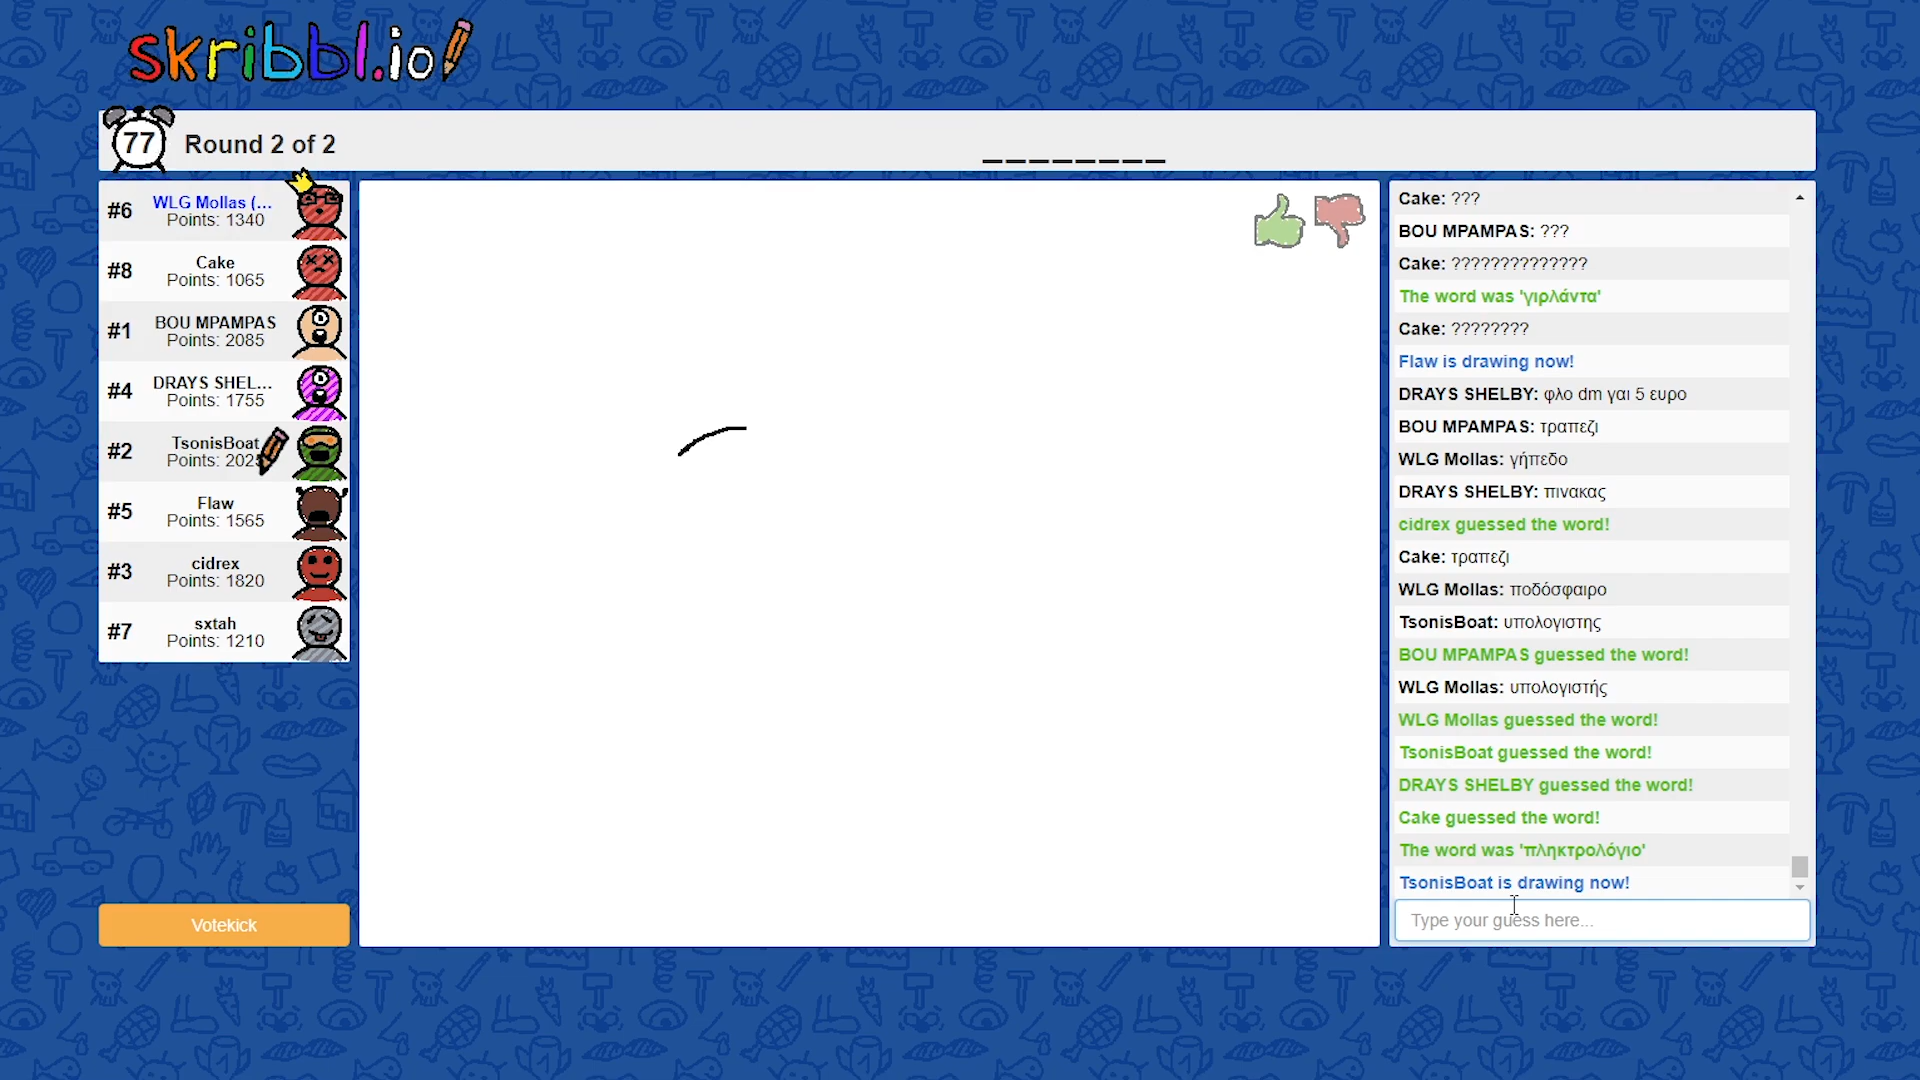 skribbl.io
77
Round 2 of 2
________
#6
WLG Mollas (...
Points: 1340
#8
Cake
Points: 1065
#1
BOU MPAMPAS
Points: 2085
#4
DRAYS SHEL...
Points: 1755
#2
TsonisBoat
Points: 2025
#5
Flaw
Points: 1565
#3
cidrex
Points: 1820
#7
sxtah
Points: 1210
Votekick
Cake: ???
BOU MPAMPAS: ???
Cake: ??????????????
The word was 'γιρλάντα'
Cake: ????????
Flaw is drawing now!
DRAYS SHELBY: φλο dm γαι 5 ευρο
BOU MPAMPAS: τραπεζι
WLG Mollas: γήπεδο
DRAYS SHELBY: πινακας
cidrex guessed the word!
Cake: τραπεζι
WLG Mollas: ποδόσφαιρο
TsonisBoat: υπολογιστης
BOU MPAMPAS guessed the word!
WLG Mollas: υπολογιστής
WLG Mollas guessed the word!
TsonisBoat guessed the word!
DRAYS SHELBY guessed the word!
Cake guessed the word!
The word was 'πληκτρολόγιο'
TsonisBoat is drawing now!
Type your guess here...